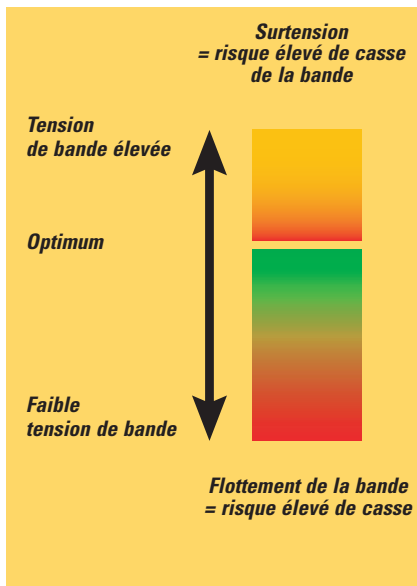 Surtension
= risque élevé de casse
de la bande
Tension
de bande élevée
Optimum
Faible
tension de bande
Flottement de la bande
= risque élevé de casse